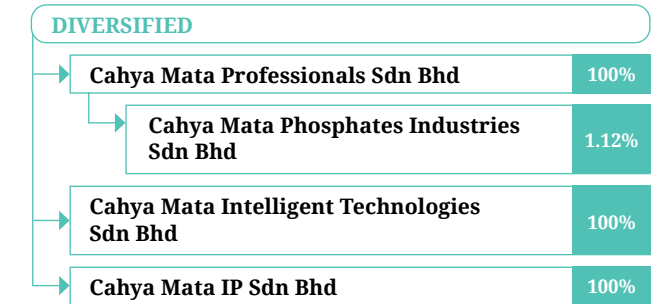 DIVERSIFIED
Cahya Mata Professionals Sdn Bhd 100%
Cahya Mata Phosphates Industries
Sdn Bhd
1.12%
Cahya Mata Intelligent Technologies
Sdn Bhd
100%
Cahya Mata IP Sdn Bhd 100%